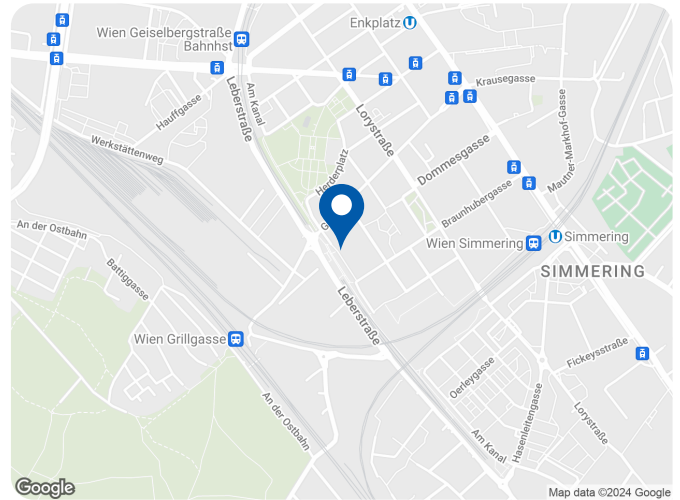 Enkplatz
U
Wien Geiselbergstraße
Bahnhst
Krausegasse
Hauffgasse
Am Kanal
Leberstraße
Lorystraße
Mautner-Markhof-Gasse
Werkstättenweg
Herderplatz
Dommesgasse
Braunhubergasse
An der Ostbahn
Wien Simmering
U
Simmering
Battiggasse
SIMMERING
Leberstraße
Wien Grillgasse
Fickeysstraße
Oerleygasse
An der Ostbahn
Hasenleitengasse
Lorystraße
Am Kanal
Google
Map data ©2024 Google